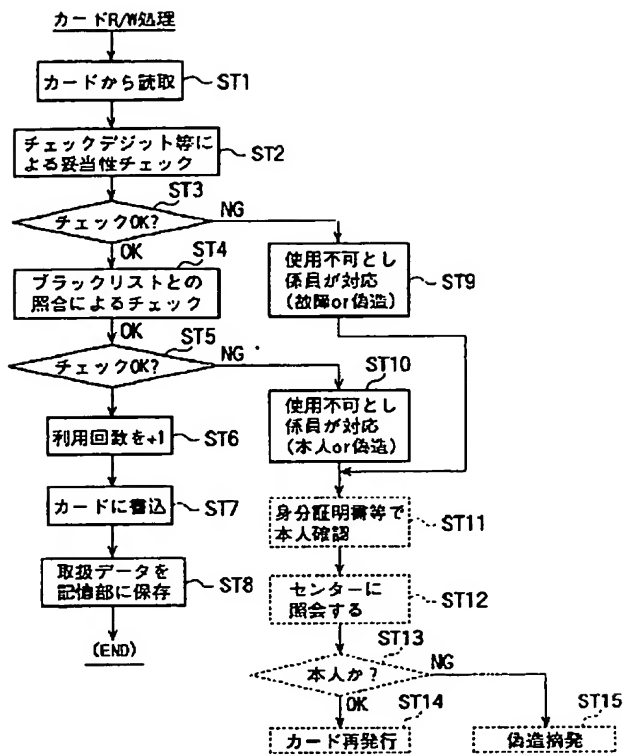 カードR/W処理
カードから読取
ST1
チェックデジット等に
よる妥当性チェック
ST2
ST3
チェックOK?
NG
OK
ST4
ブラックリストとの
照合によるチェック
使用不可とし
係員が対応
(故障or偽造)
ST9
OK
ST5
チェックOK?
NG
ST10
利用回数を+1
ST6
使用不可とし
係員が対応
(本人or偽造)
カードに書込
ST7
身分証明書等で
本人確認
ST11
取扱データを
記憶部に保存
ST8
センターに
照会する
ST12
(END)
ST13
本人か?
NG
OK
ST14
ST15
カード再発行
偽造摘発